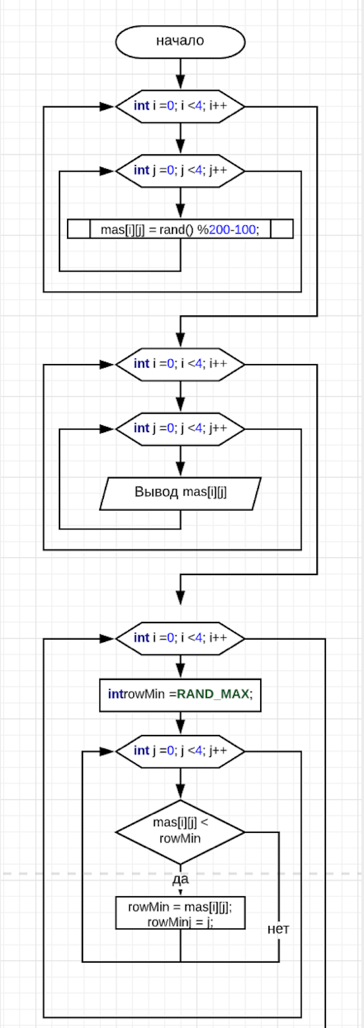 начало
int i =0; i <4; i++
int j =0; j <4; j++
mas[i][j] = rand() %200-100;
int i =0; i <4; i++
int j =0; j <4; j++
Вывод mas[i][j]
int i =0; i <4; i++
introwMin =RAND_MAX;
int j =0; j <4; j++
mas[i][j] <
rowMin
да
rowMin = mas[i][j];
rowMinj = j;
нет